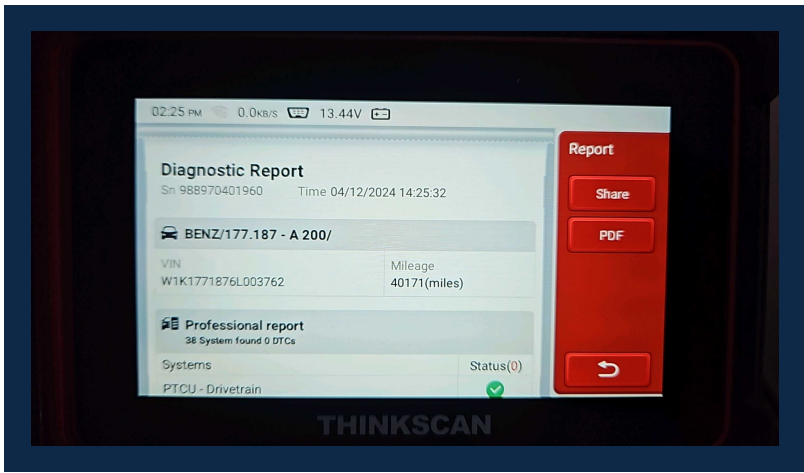 02:25 PM 0.0KB/S 13.44V
Report
Diagnostic Report
Sn 988970401960 Time 04/12/2024 14:25:32
Share
PDF
BENZ/177.187 - A 200/
VIN
W1K1771876L003762
Mileage
40171(miles)
Professional report
38 System found 0 DTCs
Systems Status(0)
PTCU - Drivetrain
THINKSCAN